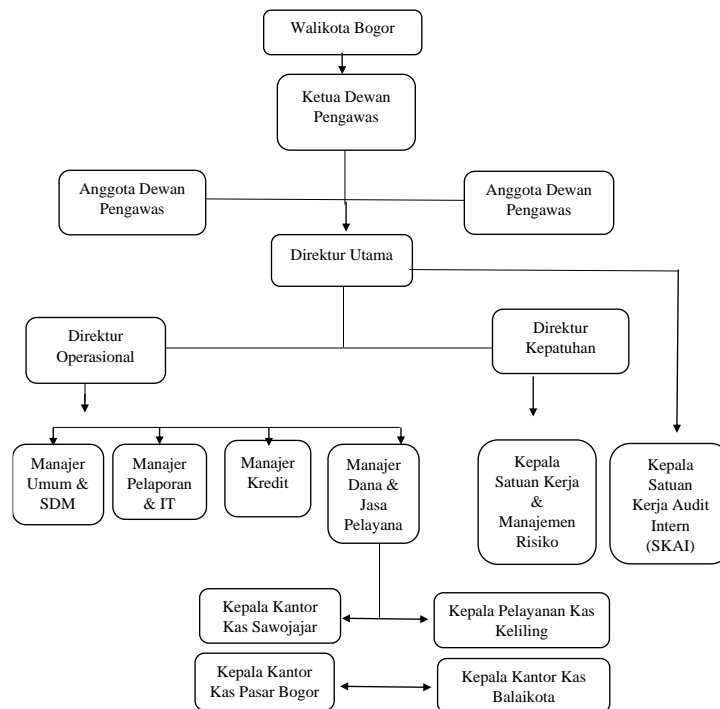 Walikota Bogor
Ketua Dewan
Pengawas
Anggota Dewan
Pengawas
Anggota Dewan
Pengawas
Direktur Utama
Direktur
Operasional
Direktur
Kepatuhan
Manajer
Umum &
SDM
Manajer
Pelaporan
& IT
Manajer
Kredit
Manajer
Dana &
Jasa
Pelayana
Kepala
Satuan Kerja
&
Manajemen
Risiko
Kepala
Satuan
Kerja Audit
Intern
(SKAI)
Kepala Kantor
Kas Sawojajar
Kepala Pelayanan Kas
Keliling
Kepala Kantor
Kas Pasar Bogor
Kepala Kantor Kas
Balaikota